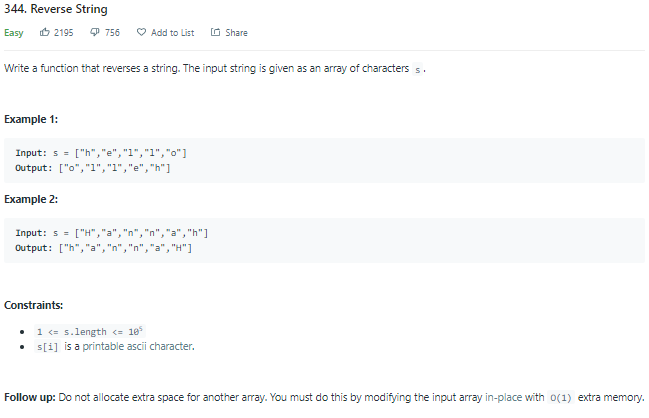 344. Reverse String
Easy 2195 756 Add to List Share
Write a function that reverses a string. The input string is given as an array of characters s.
Example 1:
Input: s = ["h","e","l","l","o"]
Output: ["o","l","l","e","h"]
Example 2:
Input: s = ["H","a","n","n","a","h"]
Output: ["h","a","n","n","a","H"]
Constraints:
• 1 <= s.length <= 10⁵
• s[i] is a printable ascii character.
Follow up: Do not allocate extra space for another array. You must do this by modifying the input array in-place with O(1) extra memory.